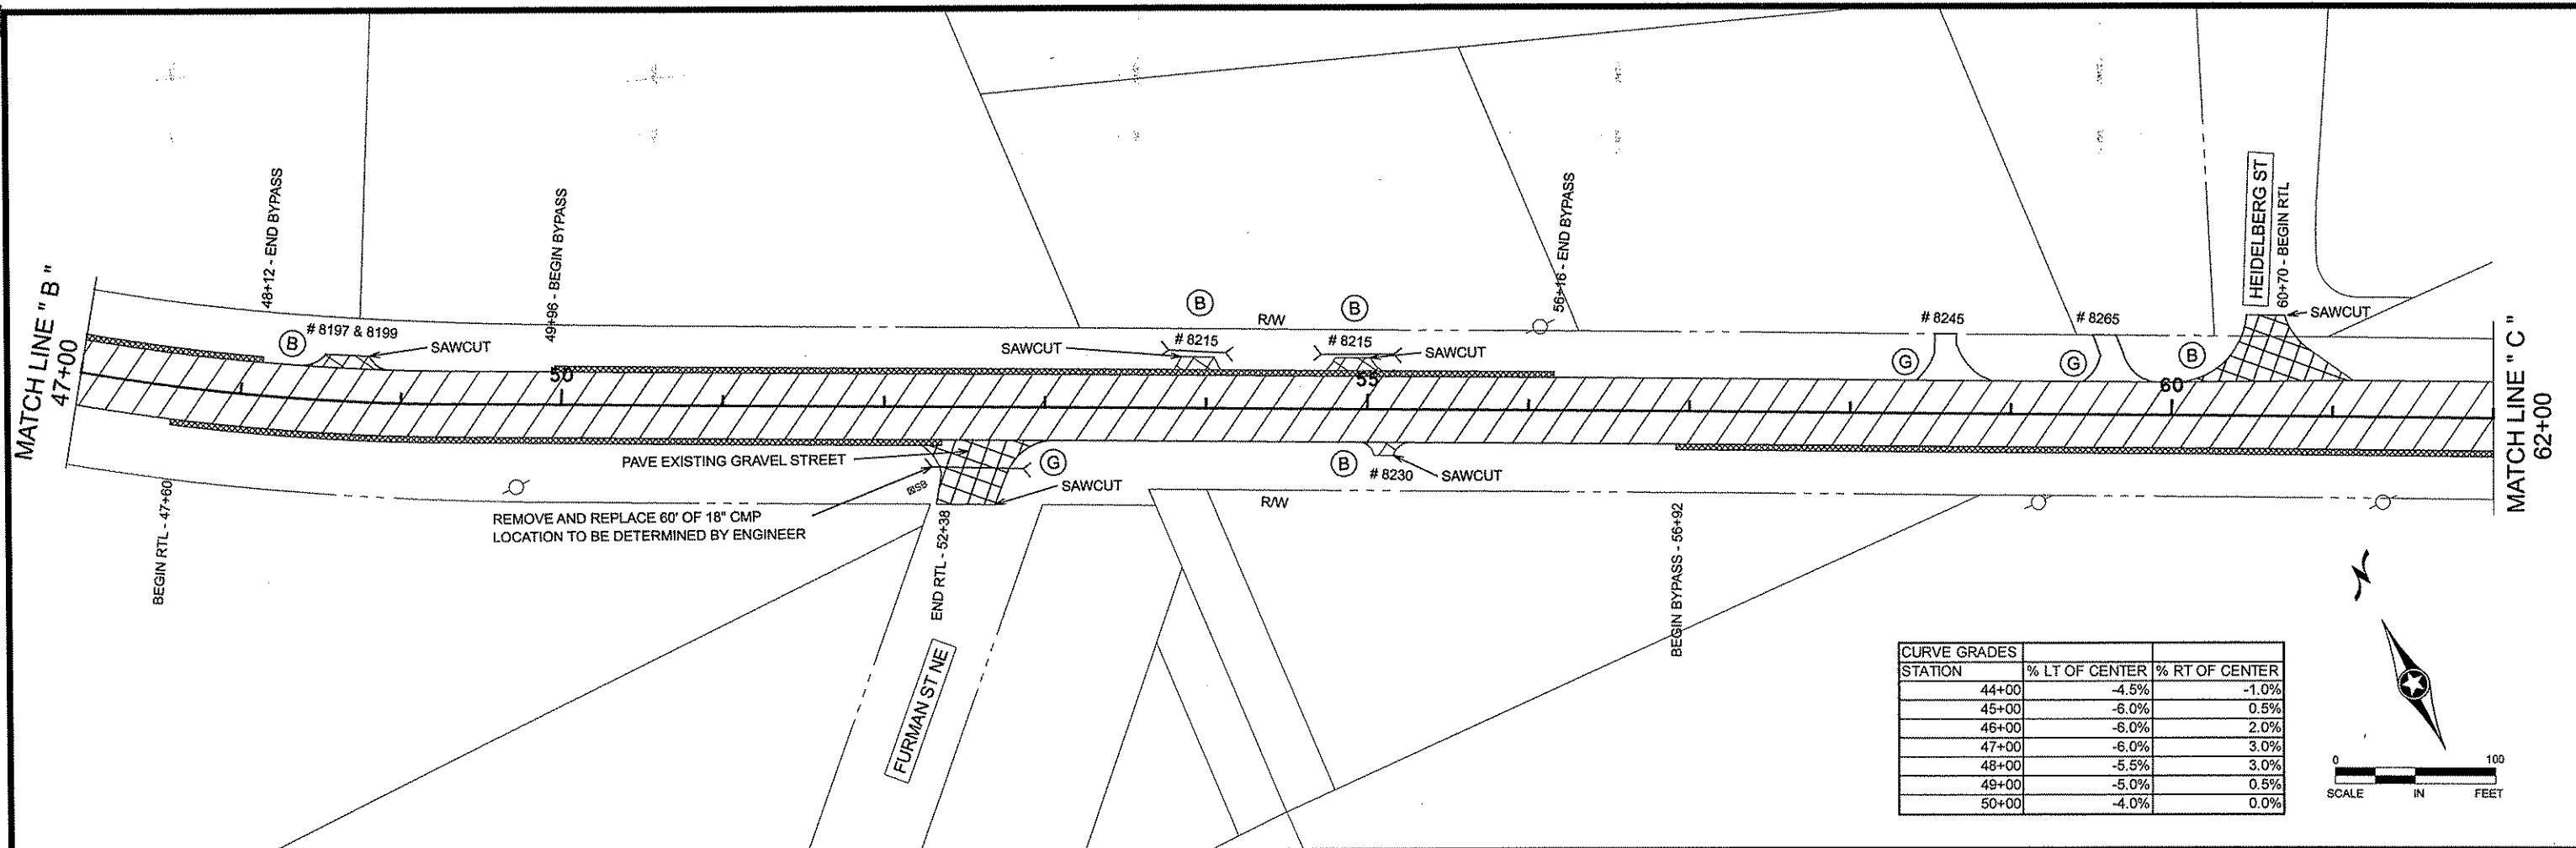 MATCH LINE " B "
47+00
48+12 - END BYPASS
49+96 - BEGIN BYPASS
56+16 - END BYPASS
HEIDELBERG ST
60+70 - BEGIN RTL
SAWCUT
B
# 8197 & 8199
SAWCUT
B
# 8215
SAWCUT
B
# 8215
SAWCUT
R/W
# 8245
G
# 8265
G
B
50
55
60
MATCH LINE " C "
62+00
PAVE EXISTING GRAVEL STREET
G
SAWCUT
SB
B
# 8230
SAWCUT
R/W
REMOVE AND REPLACE 60' OF 18" CMP
LOCATION TO BE DETERMINED BY ENGINEER
BEGIN RTL - 47+60
END RTL - 52+38
FURMAN ST NE
BEGIN BYPASS - 56+92
CURVE GRADES
STATION % LT OF CENTER % RT OF CENTER
44+00 -4.5% -1.0%
45+00 -6.0% 0.5%
46+00 -6.0% 2.0%
47+00 -6.0% 3.0%
48+00 -5.5% 3.0%
49+00 -5.0% 0.5%
50+00 -4.0% 0.0%
0 100
SCALE IN FEET